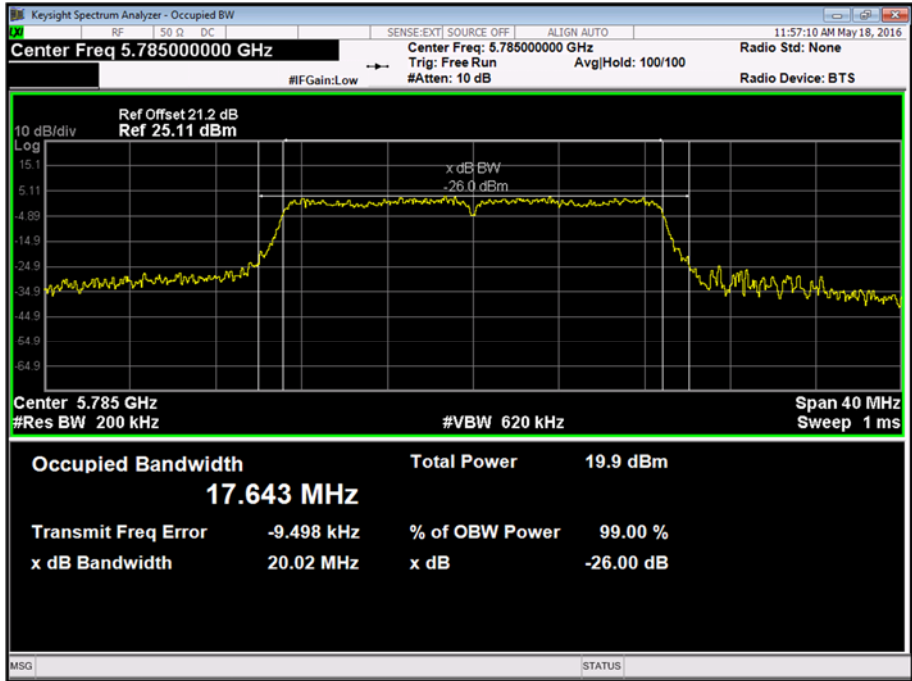 Keysight Spectrum Analyzer - Occupied BW
LXI RF 50 Ω DC SENSE:EXT SOURCE OFF ALIGN AUTO 11:57:10 AM May 18, 2016
Center Freq 5.785000000 GHz
Center Freq: 5.785000000 GHz
Radio Std: None
Trig: Free Run Avg|Hold: 100/100
#IFGain:Low #Atten: 10 dB Radio Device: BTS
Ref Offset 21.2 dB
10 dB/div Ref 25.11 dBm
Log
15.1
x dB BW
-26.0 dBm
5.11
-4.89
-14.9
-24.9
-34.9
-44.9
-54.9
-64.9
Center 5.785 GHz Span 40 MHz
#Res BW 200 kHz #VBW 620 kHz Sweep 1 ms
Occupied Bandwidth Total Power 19.9 dBm
17.643 MHz
Transmit Freq Error -9.498 kHz % of OBW Power 99.00 %
x dB Bandwidth 20.02 MHz x dB -26.00 dB
MSG STATUS